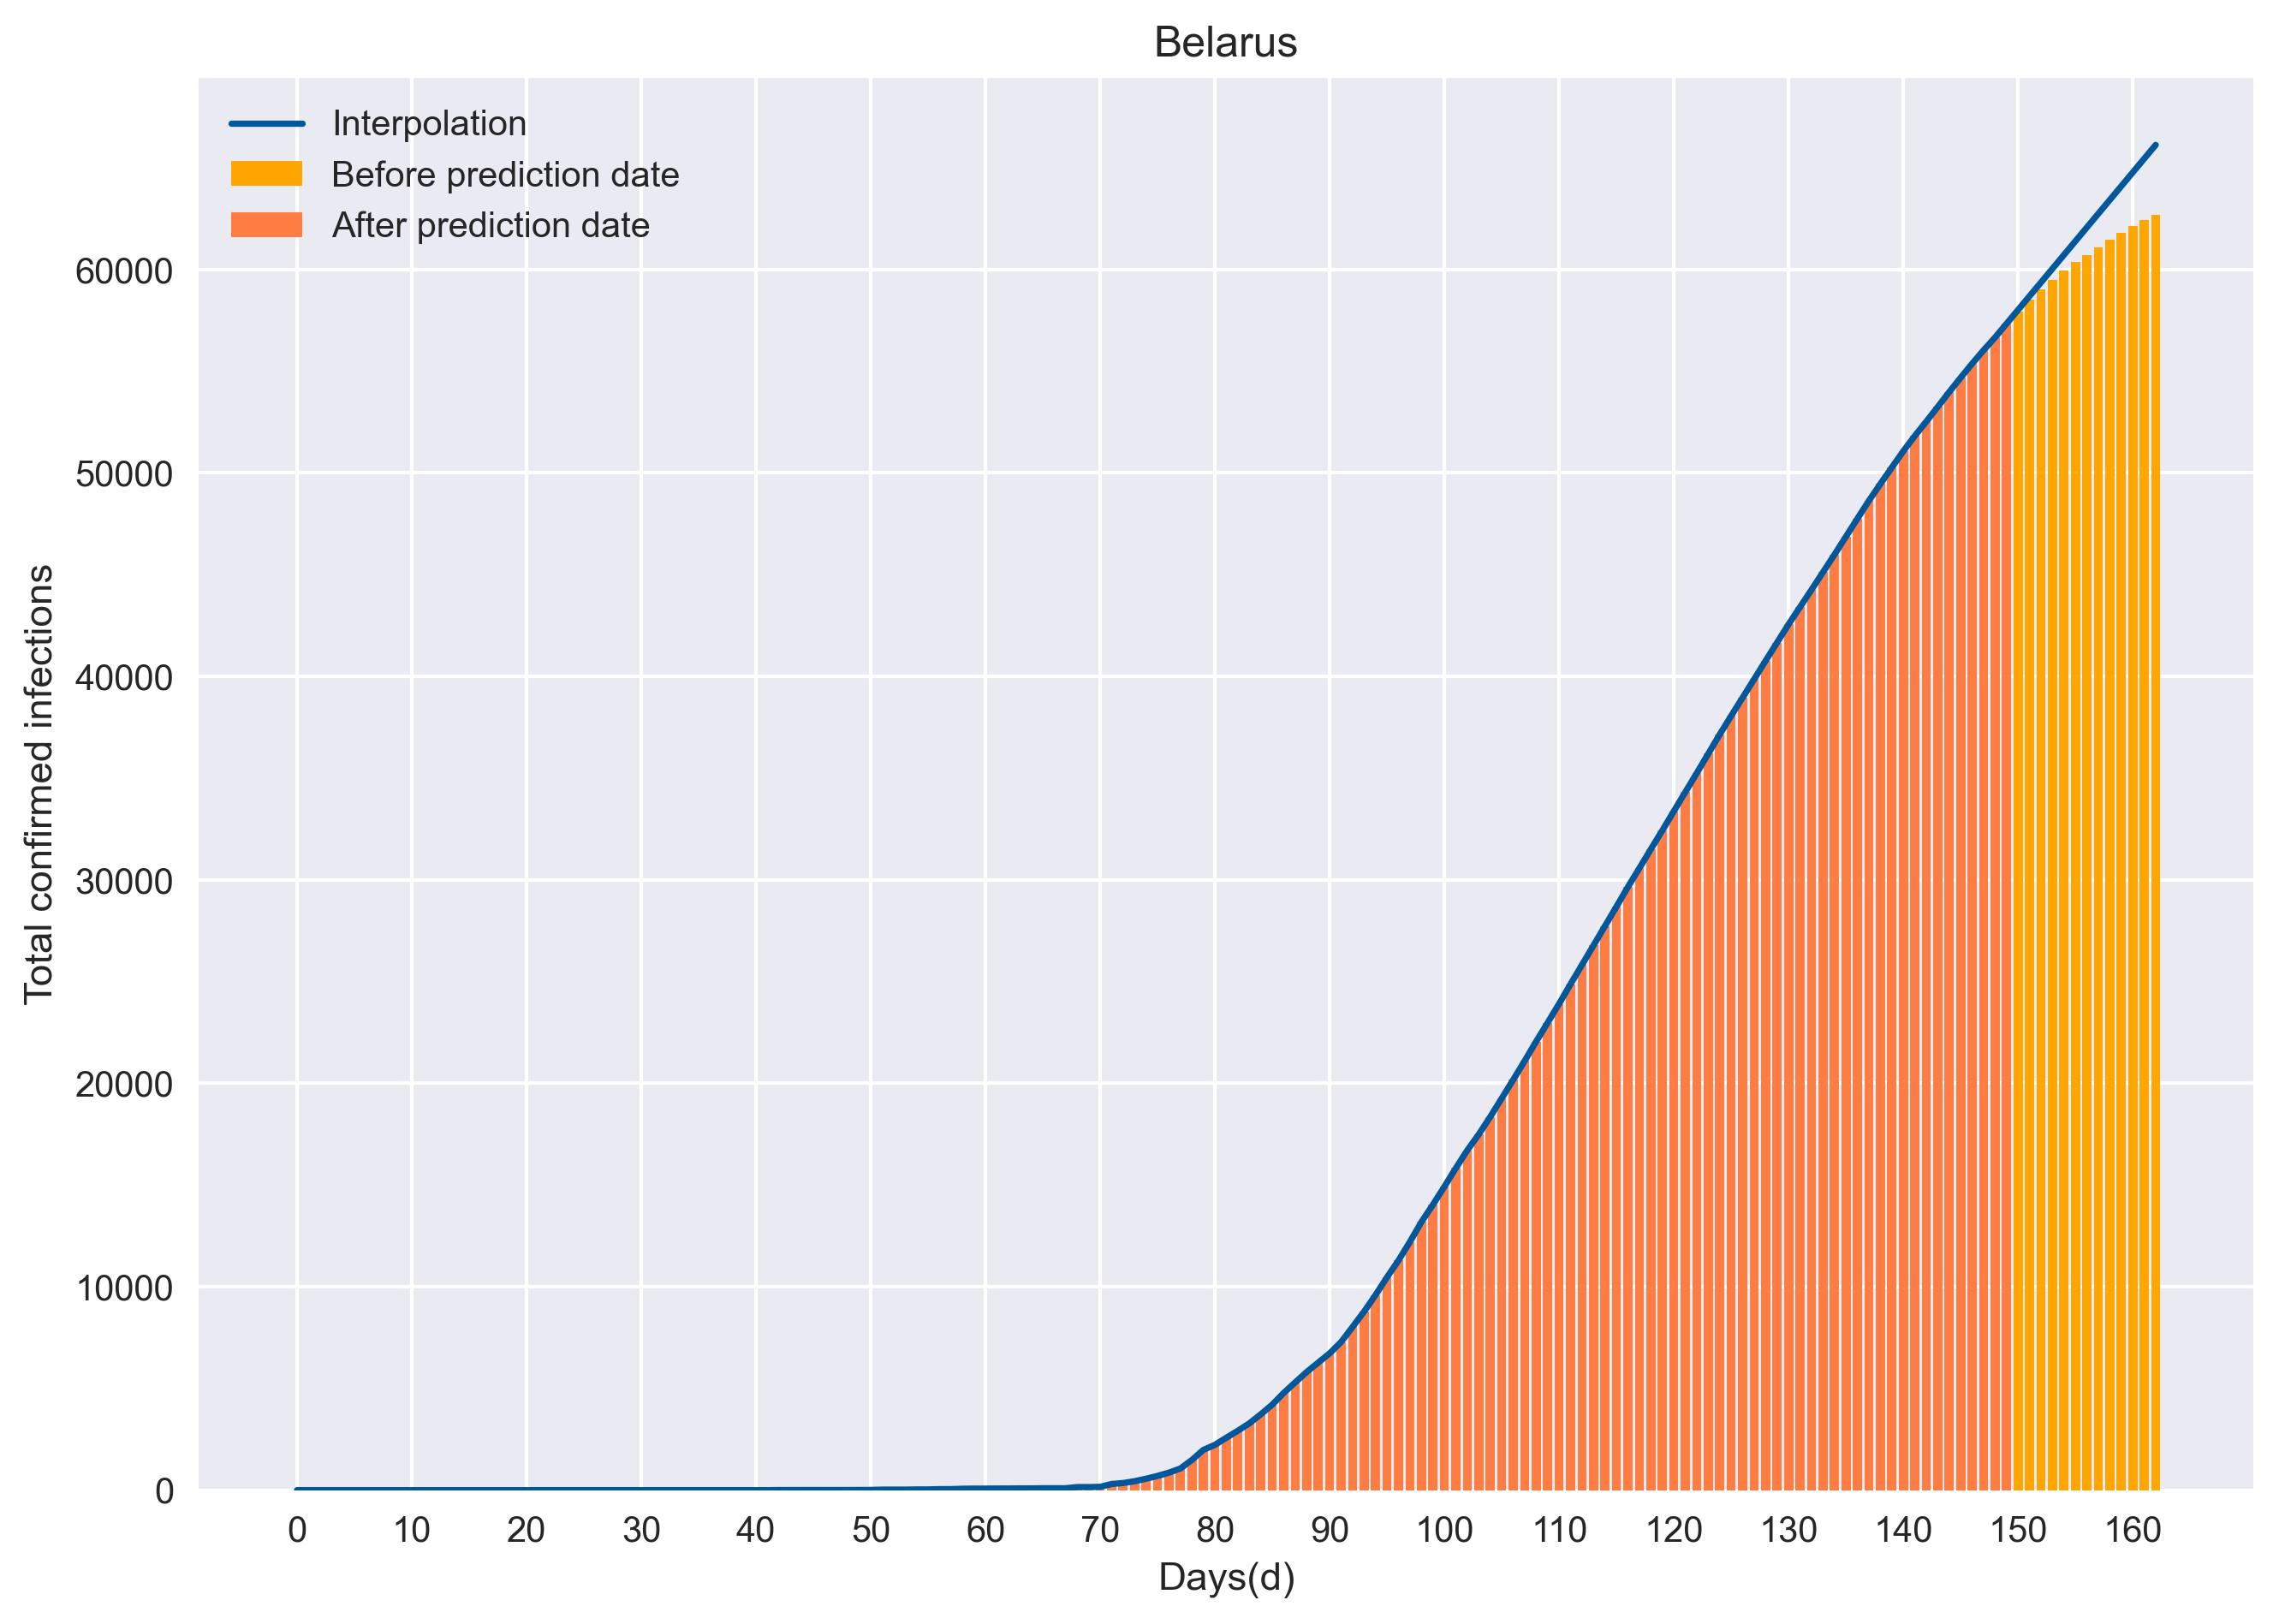 Belarus
Interpolation
Before prediction date
After prediction date
Total confirmed infections
60000
50000
40000
30000
20000
10000
0
0 10 20 30 40 50 60 70 80 90 100 110 120 130 140 150 160
Days(d)